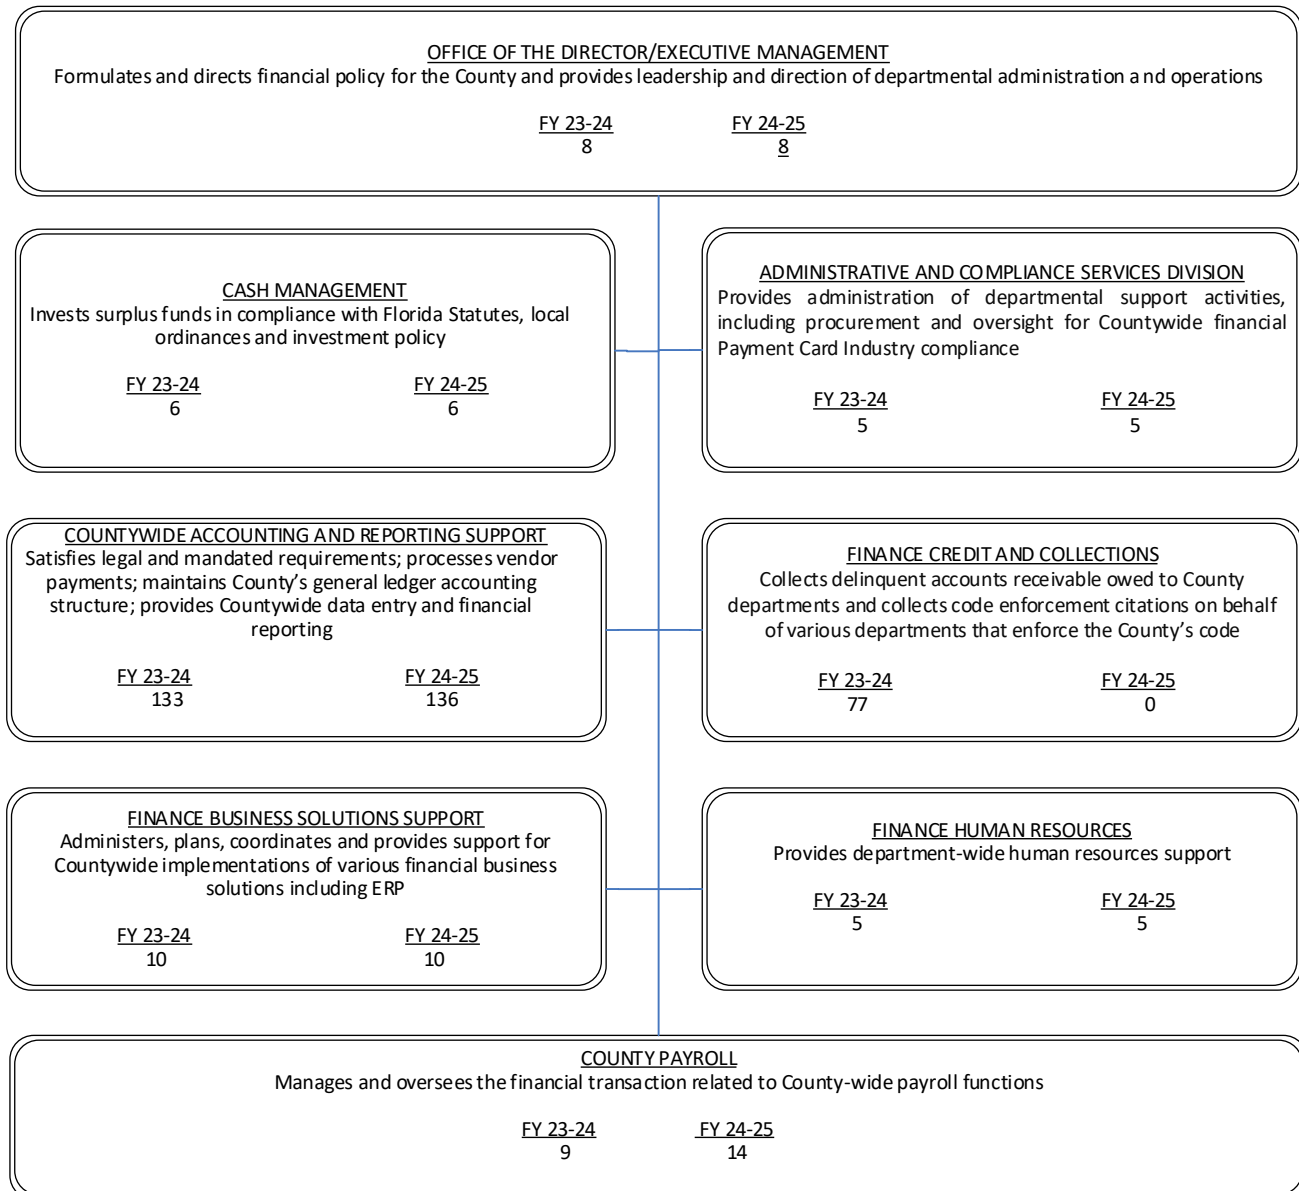 OFFICE OF THE DIRECTOR/EXECUTIVE MANAGEMENT
Formulates and directs financial policy for the County and provides leadership and direction of departmental administration and operations
FY 23-24 FY 24-25
8 8
CASH MANAGEMENT
Invests surplus funds in compliance with Florida Statutes, local
ordinances and investment policy
FY 23-24 FY 24-25
6 6
ADMINISTRATIVE AND COMPLIANCE SERVICES DIVISION
Provides administration of departmental support activities,
including procurement and oversight for Countywide financial
Payment Card Industry compliance
FY 23-24 FY 24-25
5 5
COUNTYWIDE ACCOUNTING AND REPORTING SUPPORT
Satisfies legal and mandated requirements; processes vendor
payments; maintains County's general ledger accounting
structure; provides Countywide data entry and financial
reporting
FY 23-24 FY 24-25
133 136
FINANCE CREDIT AND COLLECTIONS
Collects delinquent accounts receivable owed to County
departments and collects code enforcement citations on behalf
of various departments that enforce the County's code
FY 23-24 FY 24-25
77 0
FINANCE BUSINESS SOLUTIONS SUPPORT
Administers, plans, coordinates and provides support for
Countywide implementations of various financial business
solutions including ERP
FY 23-24 FY 24-25
10 10
FINANCE HUMAN RESOURCES
Provides department-wide human resources support
FY 23-24 FY 24-25
5 5
COUNTY PAYROLL
Manages and oversees the financial transaction related to County-wide payroll functions
FY 23-24 FY 24-25
9 14